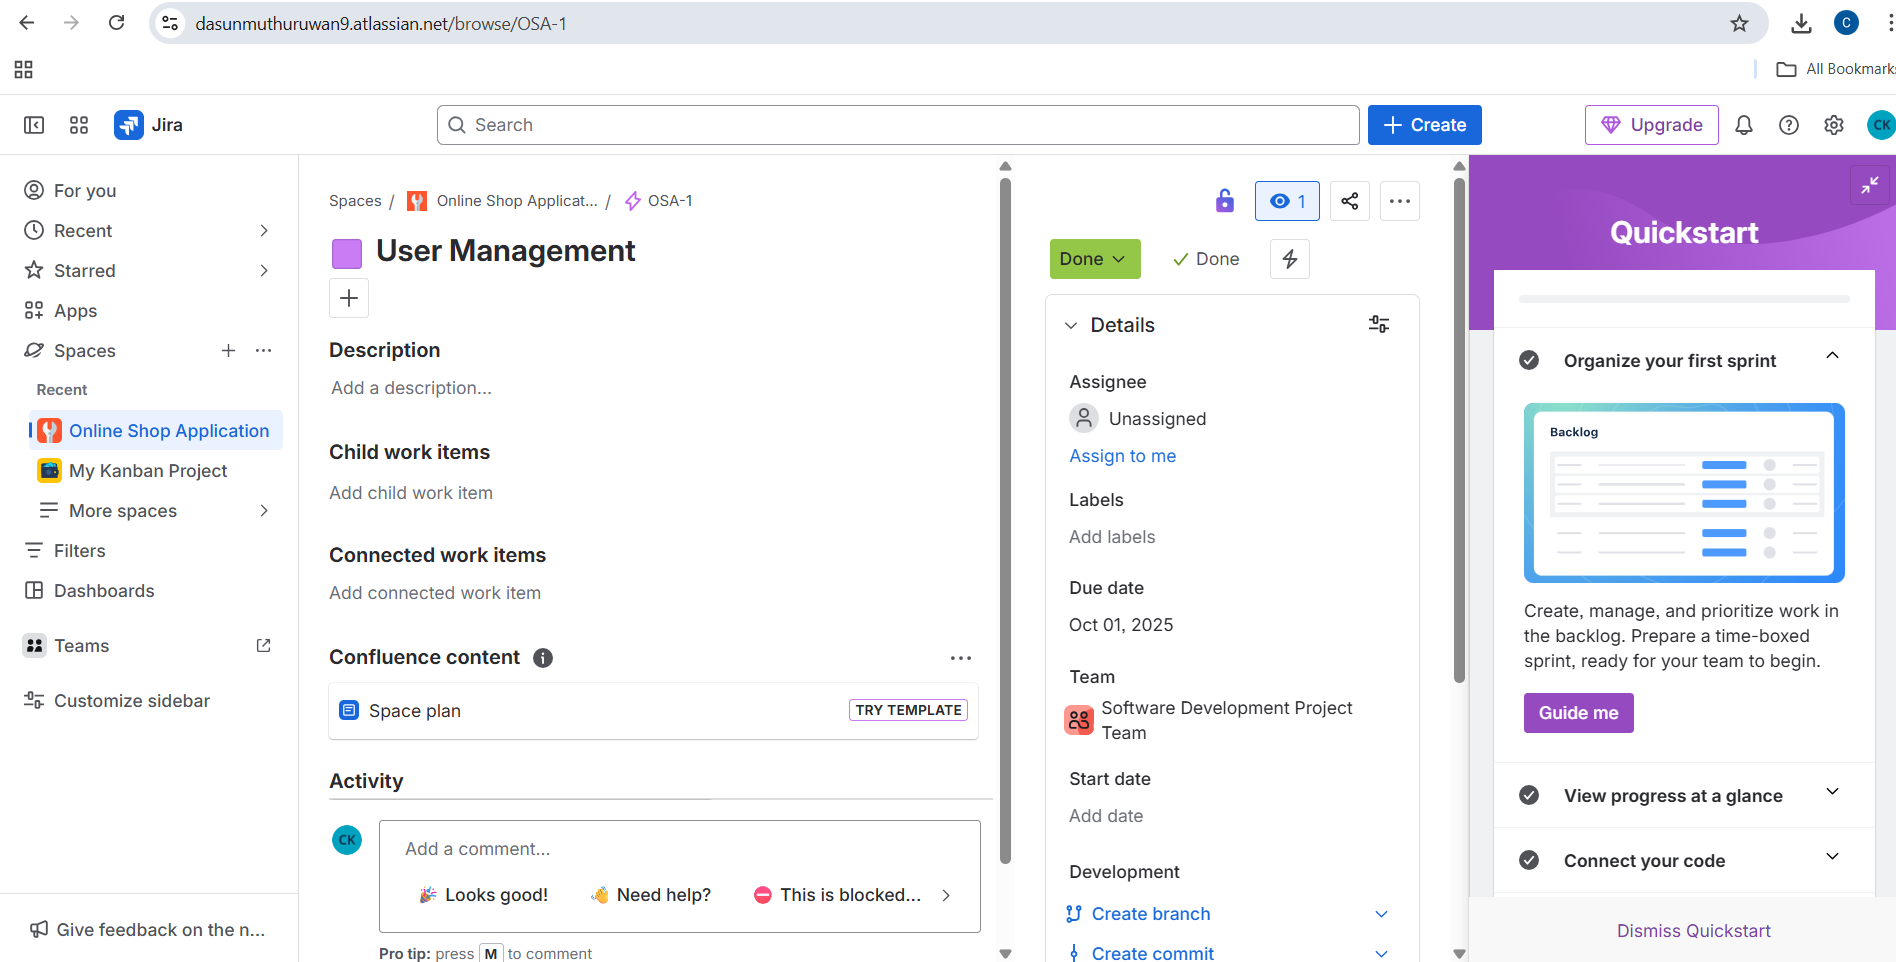 dasunmuthuruwan9.atlassian.net/browse/OSA-1
C
All Bookmarks
Jira
Search
Create
Upgrade
CK
For you
Recent
Starred
Apps
Spaces
Recent
Online Shop Application
My Kanban Project
More spaces
Filters
Dashboards
Teams
Customize sidebar
Give feedback on the n...
Spaces / Online Shop Applicat... / OSA-1
User Management
Description
Add a description...
Child work items
Add child work item
Connected work items
Add connected work item
Confluence content
Space plan
TRY TEMPLATE
Activity
CK
Add a comment...
Looks good!
Need help?
This is blocked...
Pro tip: press M to comment
1
Done
Done
Details
Assignee
Unassigned
Assign to me
Labels
Add labels
Due date
Oct 01, 2025
Team
Software Development Project
Team
Start date
Add date
Development
Create branch
Create commit
Quickstart
Organize your first sprint
Backlog
Create, manage, and prioritize work in
the backlog. Prepare a time-boxed
sprint, ready for your team to begin.
Guide me
View progress at a glance
Connect your code
Dismiss Quickstart